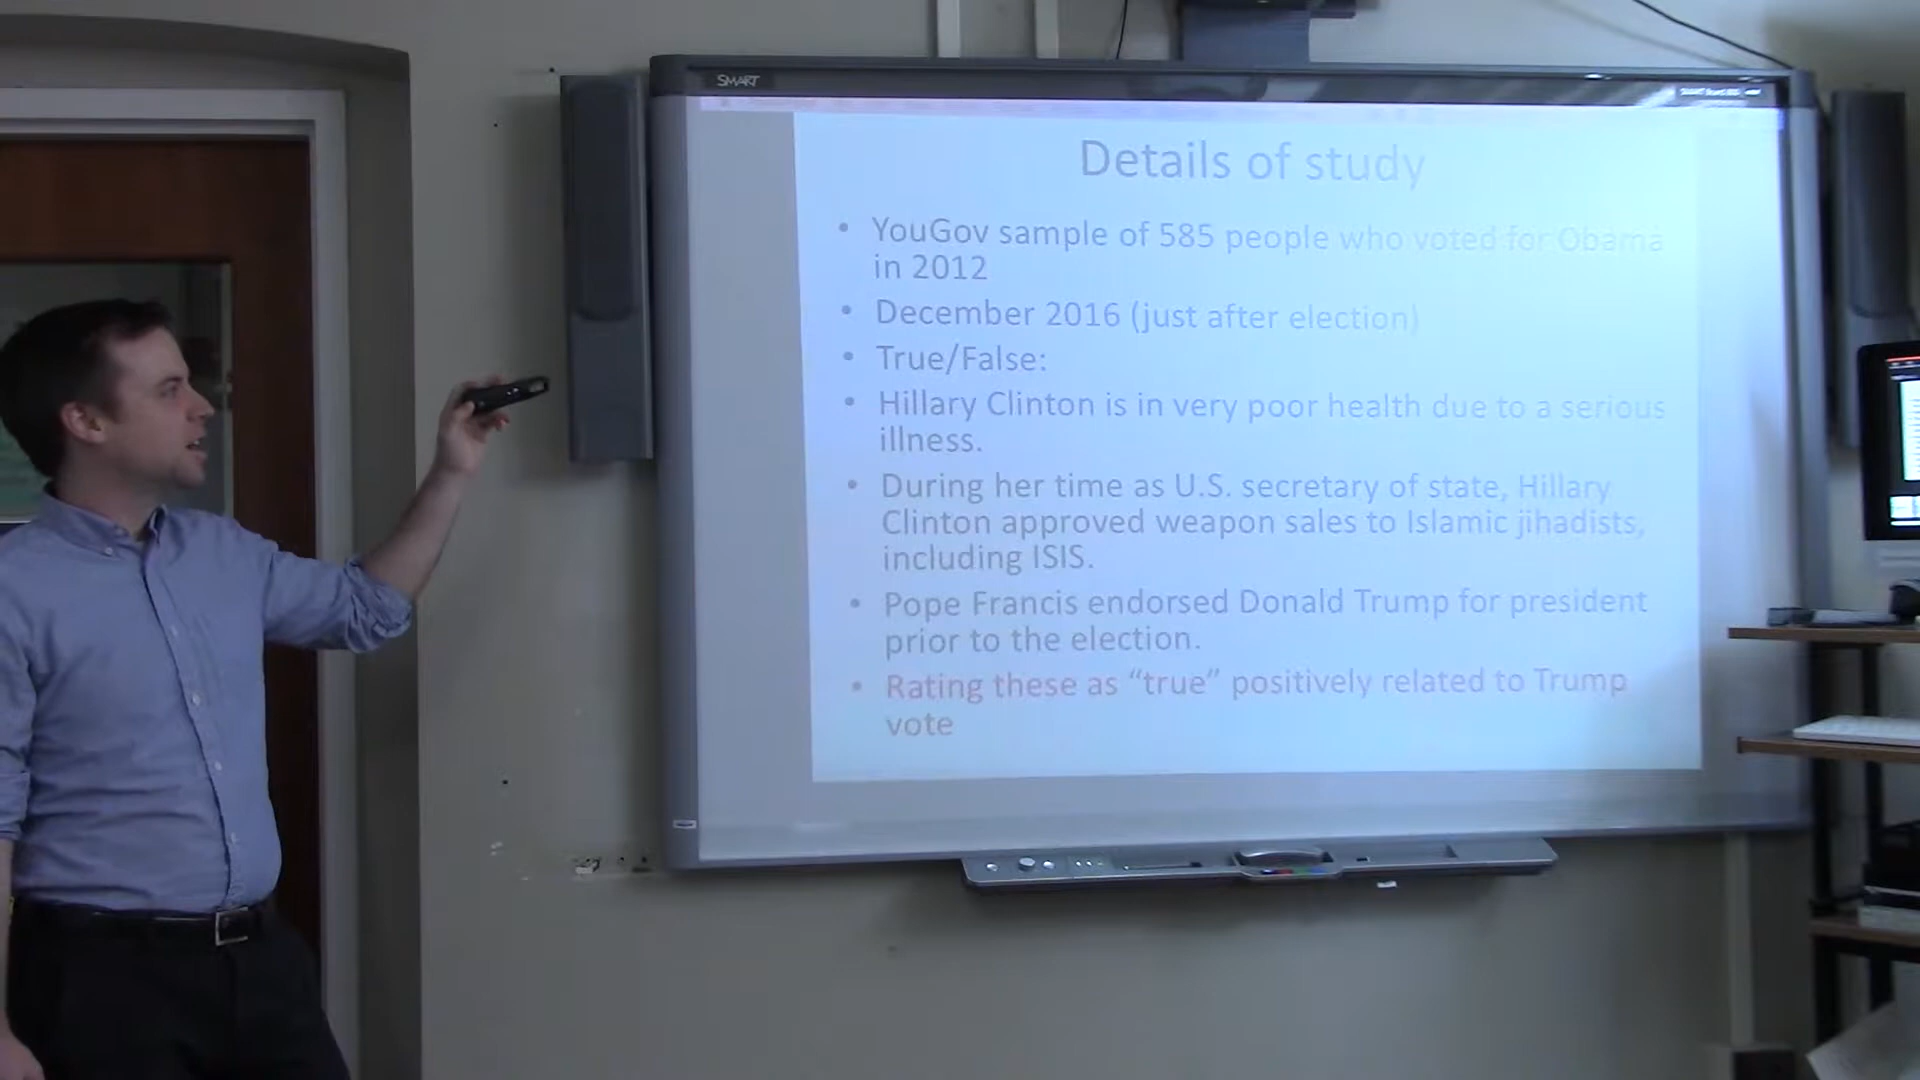 SMART
Details of study
• YouGov sample of 585 people who voted for Obama
in 2012
• December 2016 (just after election)
• True/False:
• Hillary Clinton is in very poor health due to a serious
illness.
• During her time as U.S. secretary of state, Hillary
Clinton approved weapon sales to Islamic jihadists,
including ISIS.
• Pope Francis endorsed Donald Trump for president
prior to the election.
• Rating these as “true” positively related to Trump
vote